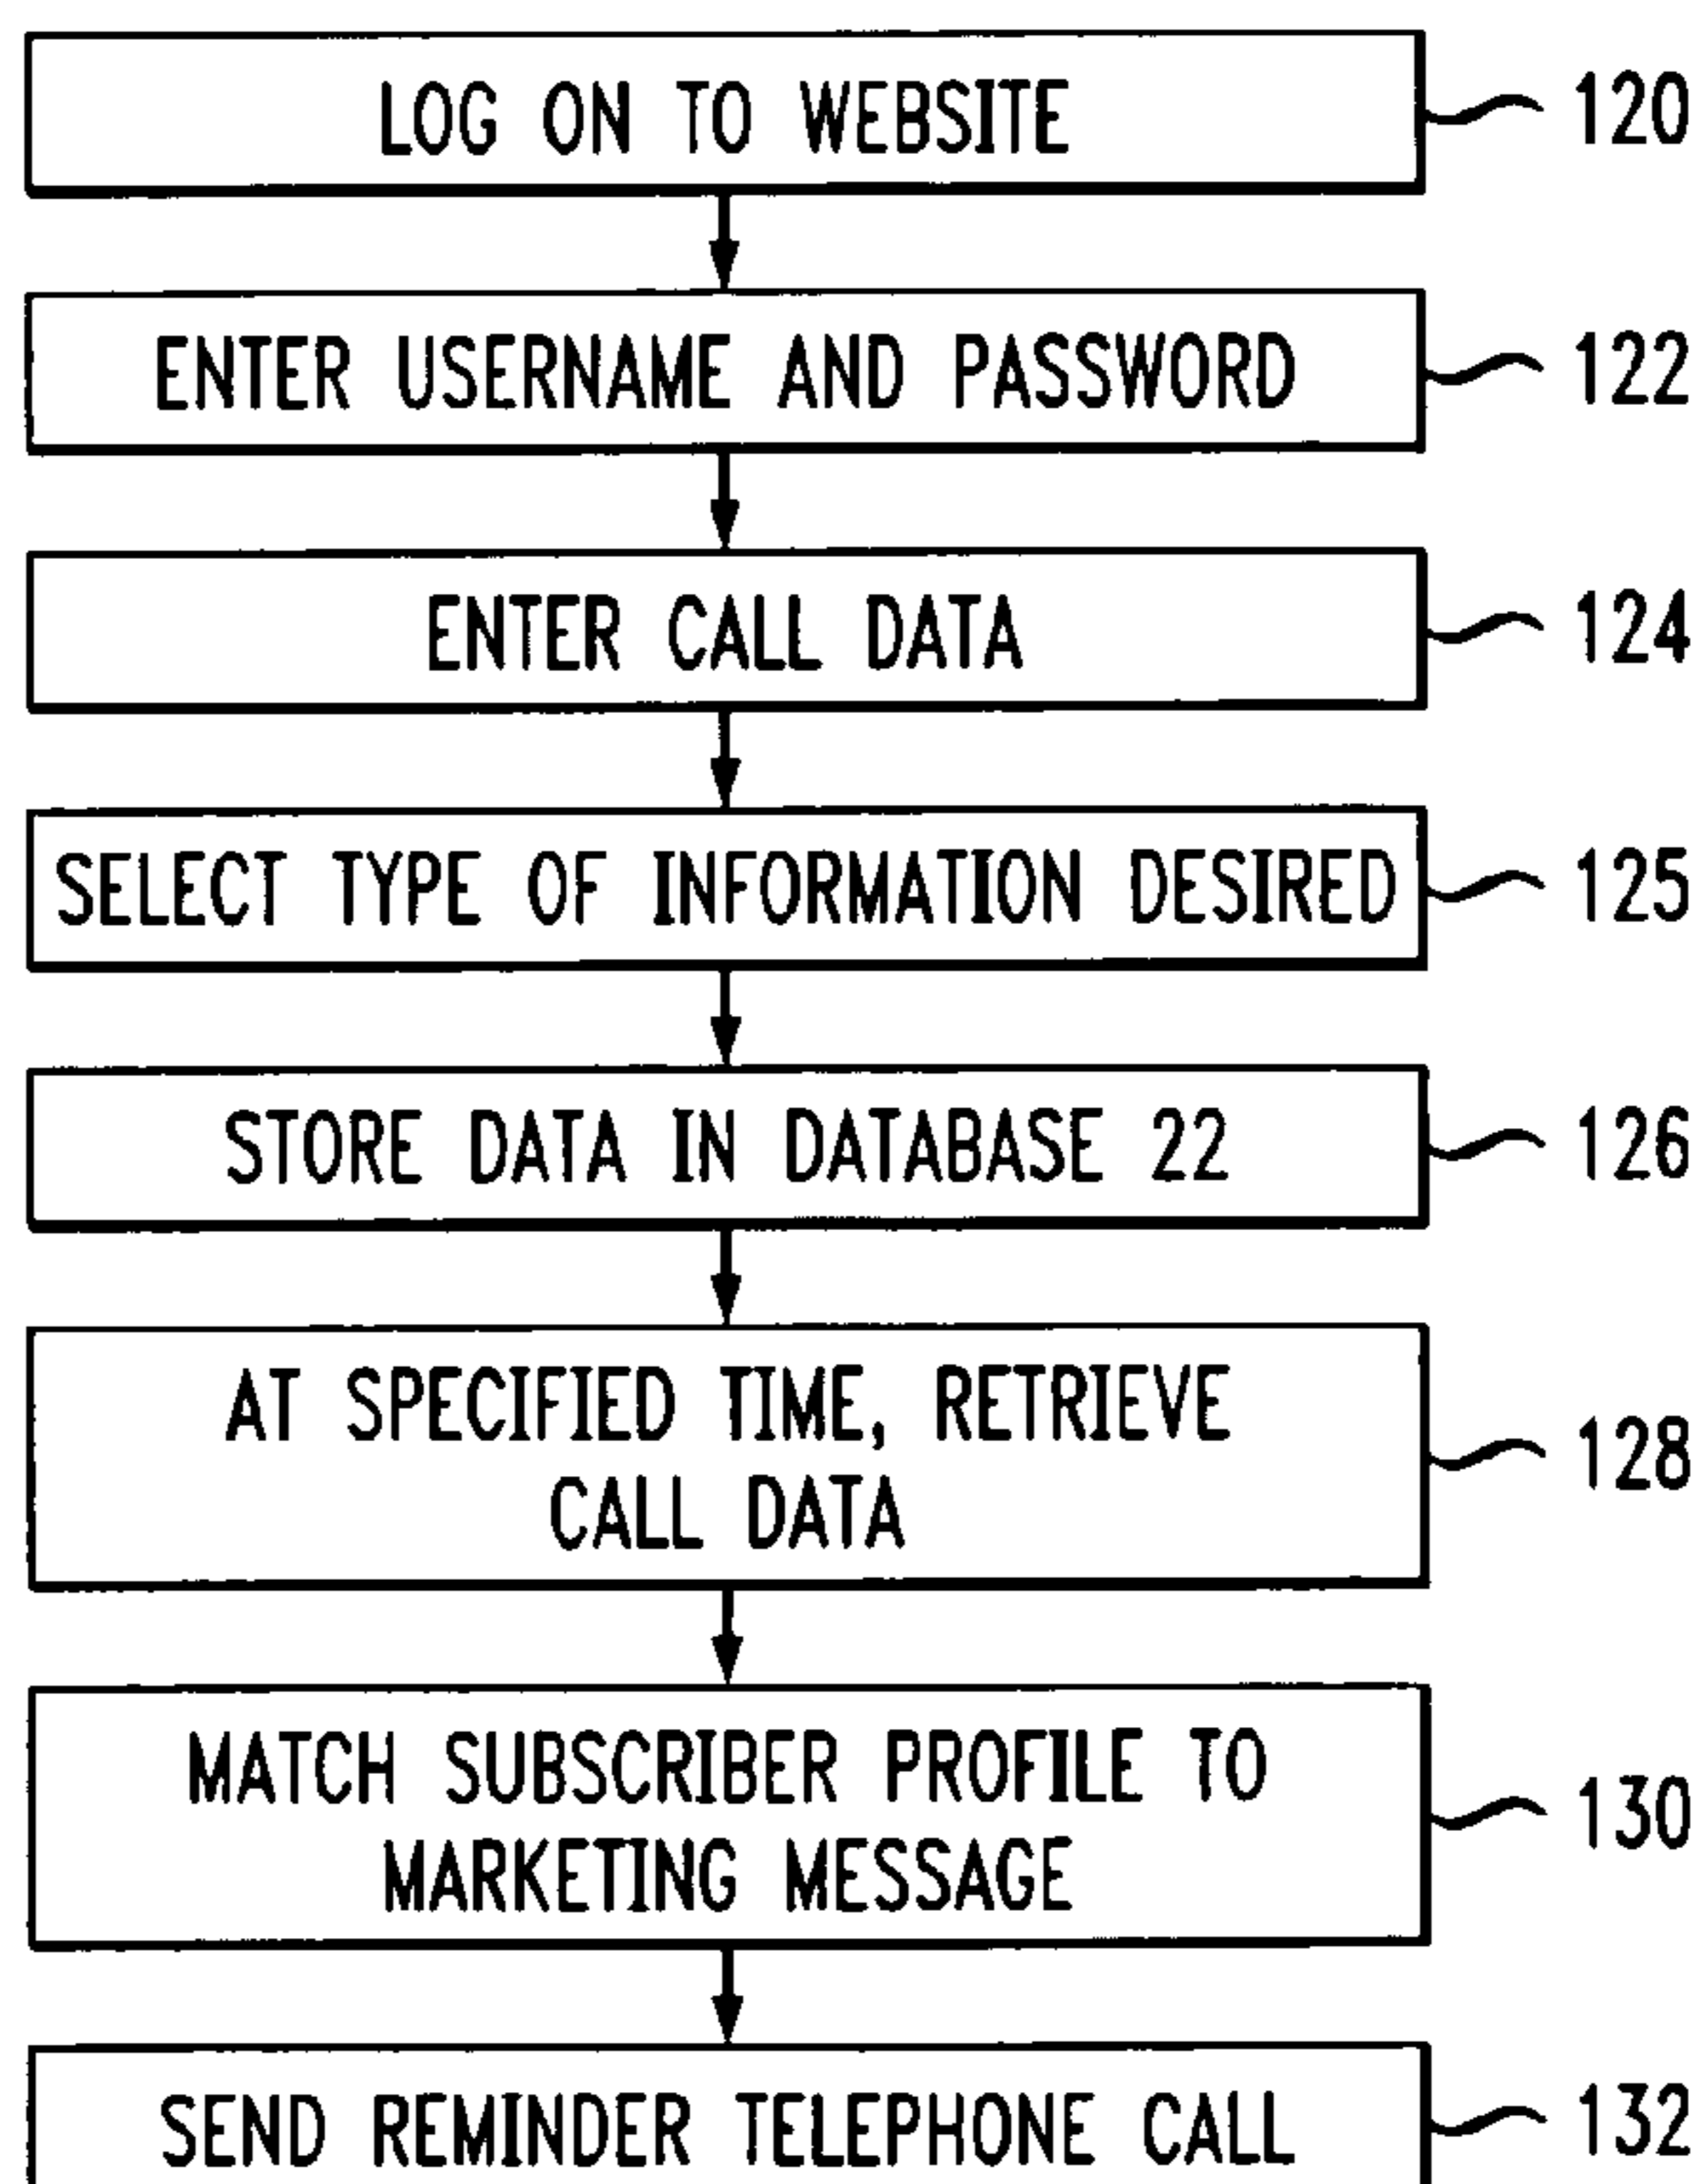 LOG ON TO WEBSITE
120
ENTER USERNAME AND PASSWORD
122
ENTER CALL DATA
124
SELECT TYPE OF INFORMATION DESIRED
125
STORE DATA IN DATABASE 22
126
AT SPECIFIED TIME, RETRIEVE
CALL DATA
128
MATCH SUBSCRIBER PROFILE TO
MARKETING MESSAGE
130
SEND REMINDER TELEPHONE CALL
132